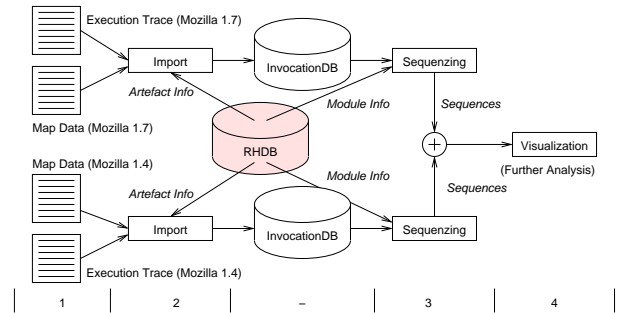 Execution Trace (Mozilla 1.7)
Import
InvocationDB
Sequenzing
Artefact Info
Module Info
Sequences
Map Data (Mozilla 1.7)
RHDB
+
Visualization
(Further Analysis)
Map Data (Mozilla 1.4)
Module Info
Artefact Info
Sequences
Import
InvocationDB
Sequenzing
Execution Trace (Mozilla 1.4)
1 2 – 3 4